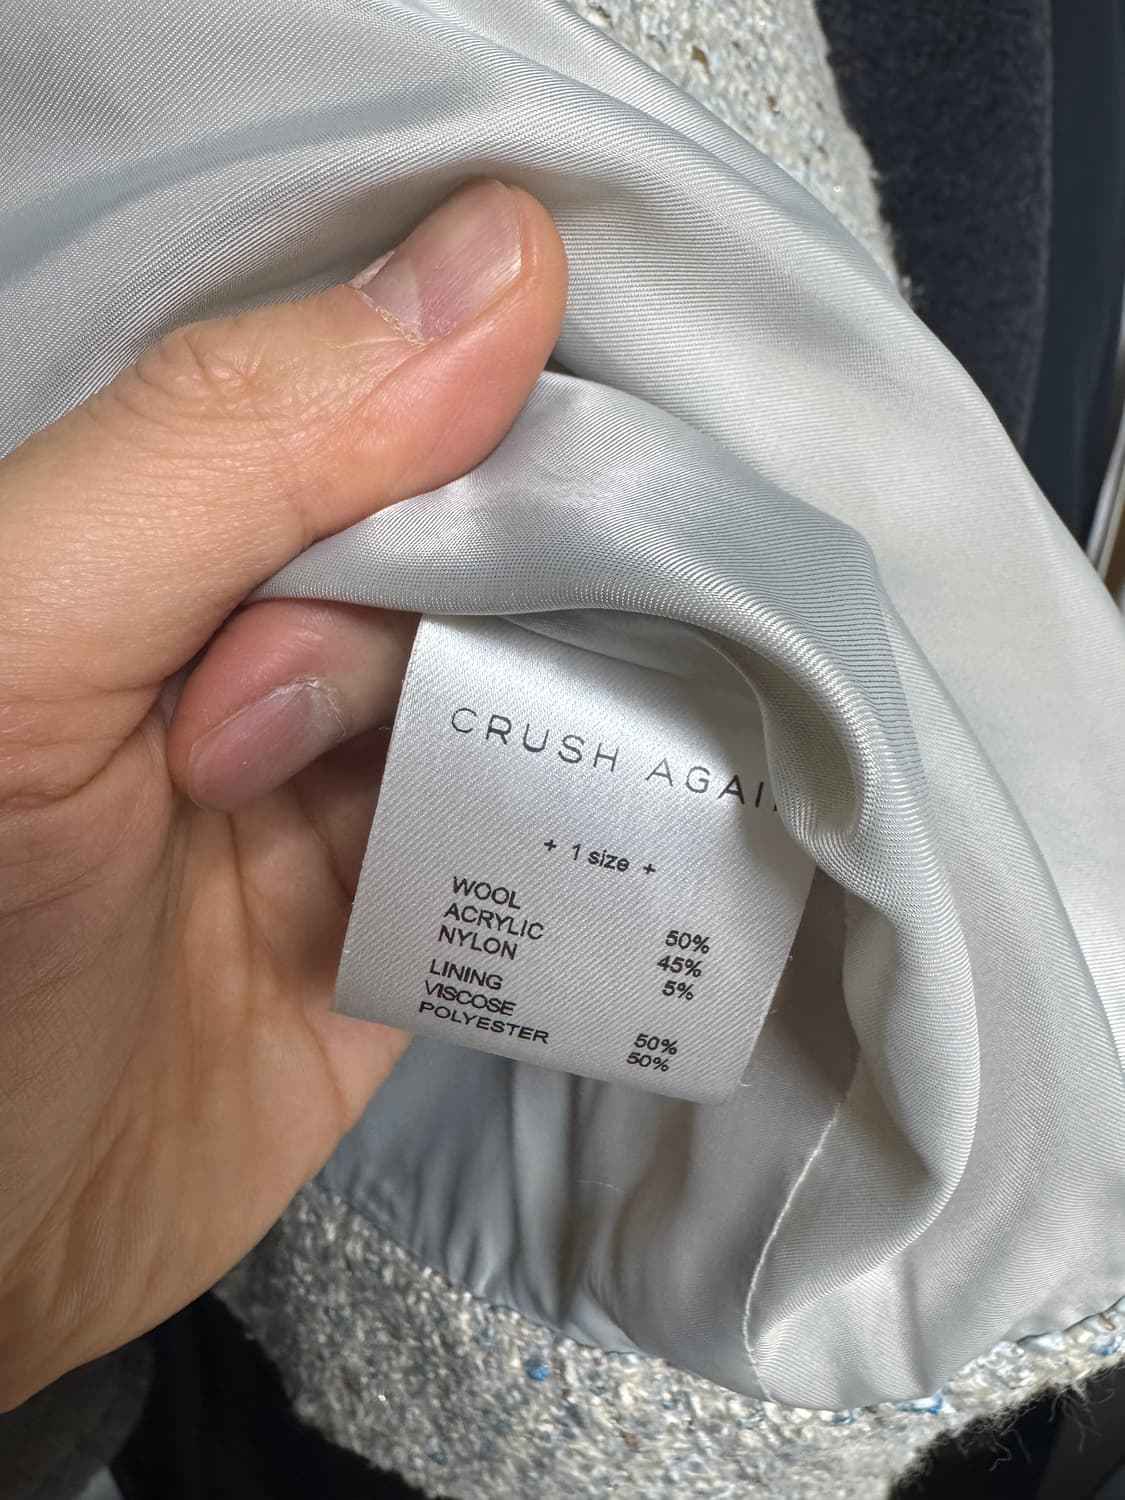 CRUSH AGAI
+ 1 size +
WOOL 50%
ACRYLIC 45%
NYLON 5%
LINING
VISCOSE 50%
POLYESTER 50%